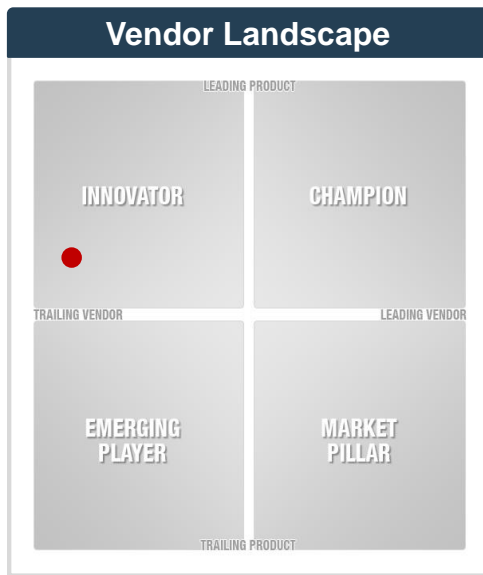 Vendor Landscape
LEADING PRODUCT
INNOVATOR
CHAMPION
TRAILING VENDOR
LEADING VENDOR
EMERGING
PLAYER
MARKET
PILLAR
TRAILING PRODUCT